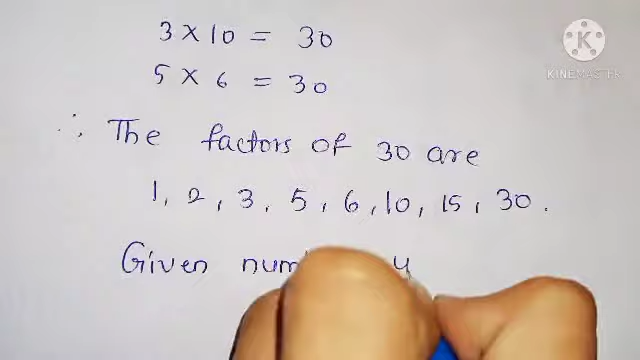 3 × 10 = 30
5 × 6 = 30
∴ The factors of 30 are
1, 2, 3, 5, 6, 10, 15, 30.
Given num 4
KINEMASTER